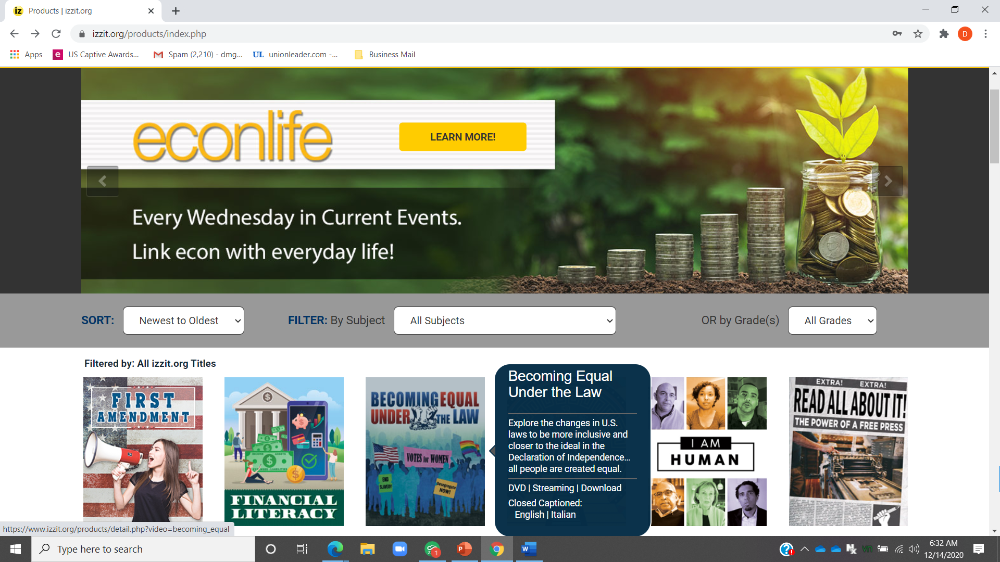 iz Products | izzit.org
izzit.org/products/index.php
D
Apps
e US Captive Awards...
Spam (2,210) - dmg...
UL unionleader.com -...
Business Mail
econlife
LEARN MORE!
Every Wednesday in Current Events.
Link econ with everyday life!
SORT: Newest to Oldest FILTER: By Subject All Subjects OR by Grade(s) All Grades
Filtered by: All izzit.org Titles
FIRST
AMENDMENT
FINANCIAL
LITERACY
BECOMING EQUAL
UNDER THE LAW
VOTES for WOMEN
END
SLAVERY
Desegregate
NOW!
Becoming Equal
Under the Law
Explore the changes in U.S.
laws to be more inclusive and
closer to the ideal in the
Declaration of Independence...
all people are created equal.
DVD | Streaming | Download
Closed Captioned:
English | Italian
I AM
HUMAN
EXTRA! EXTRA!
READ ALL ABOUT IT!
THE POWER OF A FREE PRESS
https://www.izzit.org/products/detail.php?video=becoming_equal
Type here to search
6:32 AM
12/14/2020